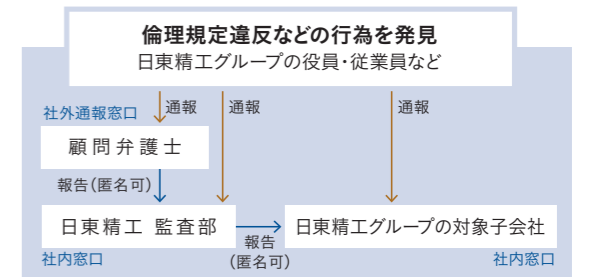 倫理規定違反などの行為を発見
日東精工グループの役員・従業員など
社外通報窓口
通報
通報
通報
顧問弁護士
報告（匿名可）
日東精工 監査部
報告
（匿名可）
日東精工グループの対象子会社
社内窓口
社内窓口